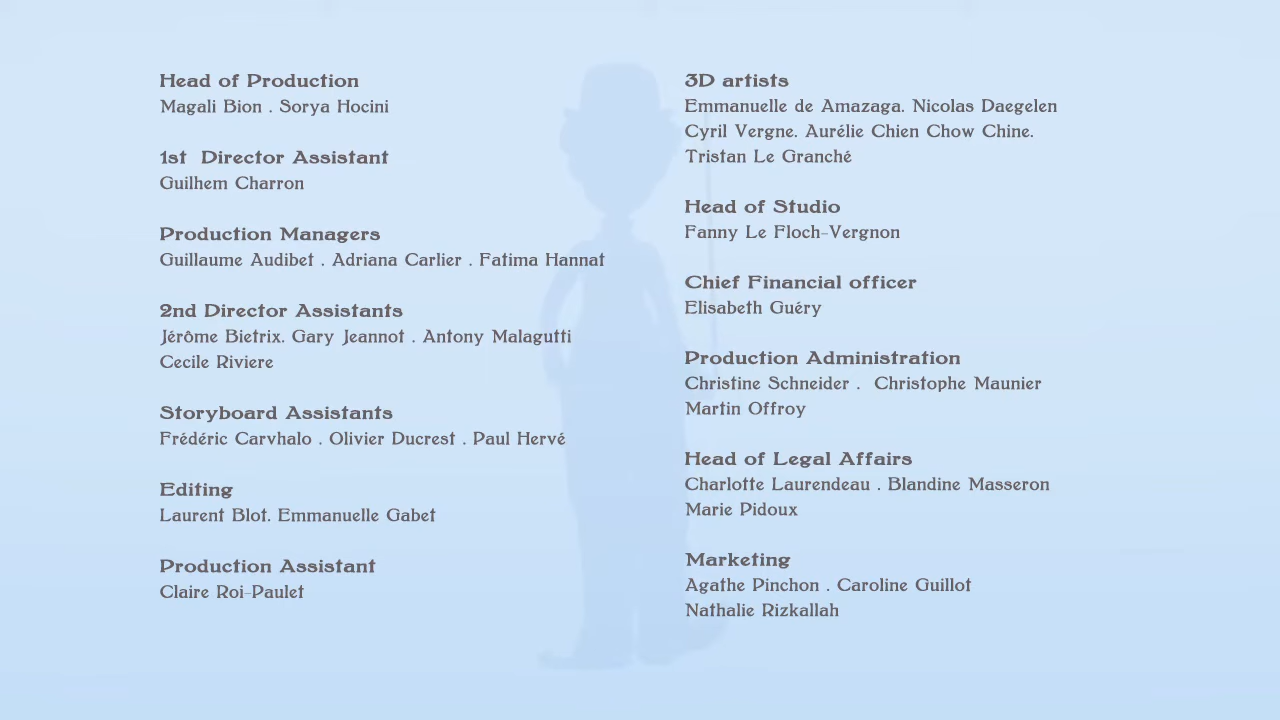 Head of Production
Magali Bion . Sorya Hocini
1st Director Assistant
Guilhem Charron
Production Managers
Guillaume Audibet . Adriana Carlier . Fatima Hannat
2nd Director Assistants
Jérôme Bietrix. Gary Jeannot . Antony Malagutti
Cecile Riviere
Storyboard Assistants
Frédéric Carvhalo . Olivier Ducrest . Paul Hervé
Editing
Laurent Blot. Emmanuelle Gabet
Production Assistant
Claire Roi-Paulet
3D artists
Emmanuelle de Amazaga. Nicolas Daegelen
Cyril Vergne. Aurélie Chien Chow Chine.
Tristan Le Granché
Head of Studio
Fanny Le Floch-Vergnon
Chief Financial officer
Elisabeth Guéry
Production Administration
Christine Schneider . Christophe Maunier
Martin Offroy
Head of Legal Affairs
Charlotte Laurendeau . Blandine Masseron
Marie Pidoux
Marketing
Agathe Pinchon . Caroline Guillot
Nathalie Rizkallah